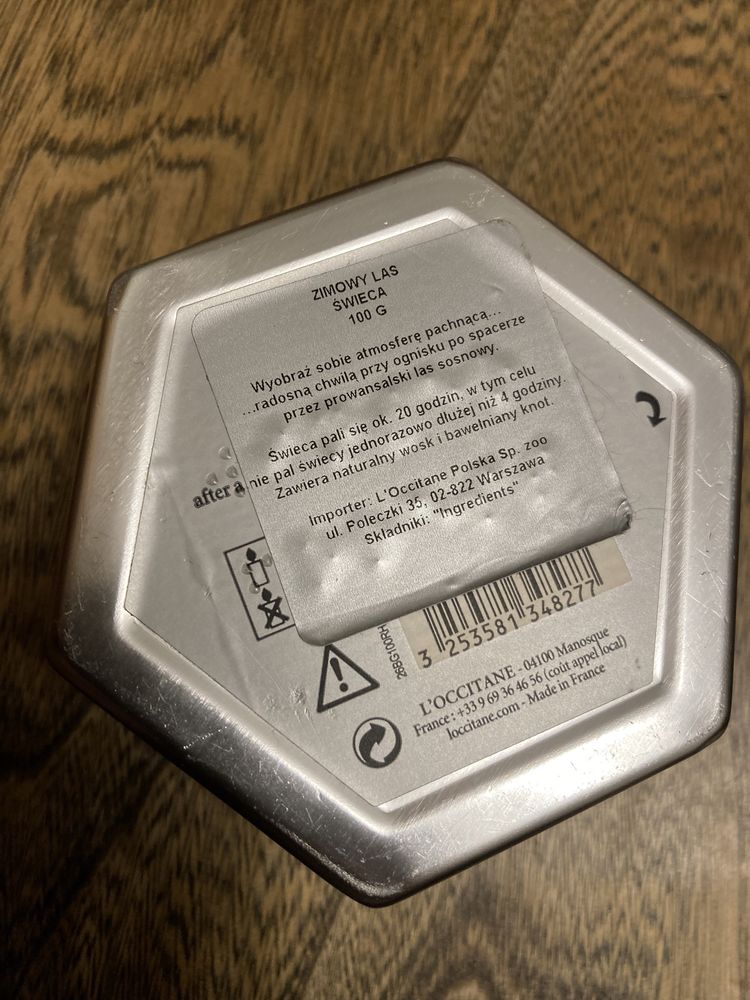 ZIMOWY LAS
ŚWIECA
100 G
Wyobraź sobie atmosferę pachnącą...
...radosną chwilą przy ognisku po spacerze
przez prowansalski las sosnowy.
Świeca pali się ok. 20 godzin, w tym celu
nie pal świecy jednorazowo dłużej niż 4 godziny.
Zawiera naturalny wosk i bawełniany knot.
Importer: L'Occitane Polska Sp. zoo
ul. Poleczki 35, 02-822 Warszawa
Składniki: "Ingredients"
after a
268G100RH
3 253581 348277
L'OCCITANE - 04100 Manosque
France : +33 9 69 36 46 56 (coût appel local)
loccitane.com - Made in France